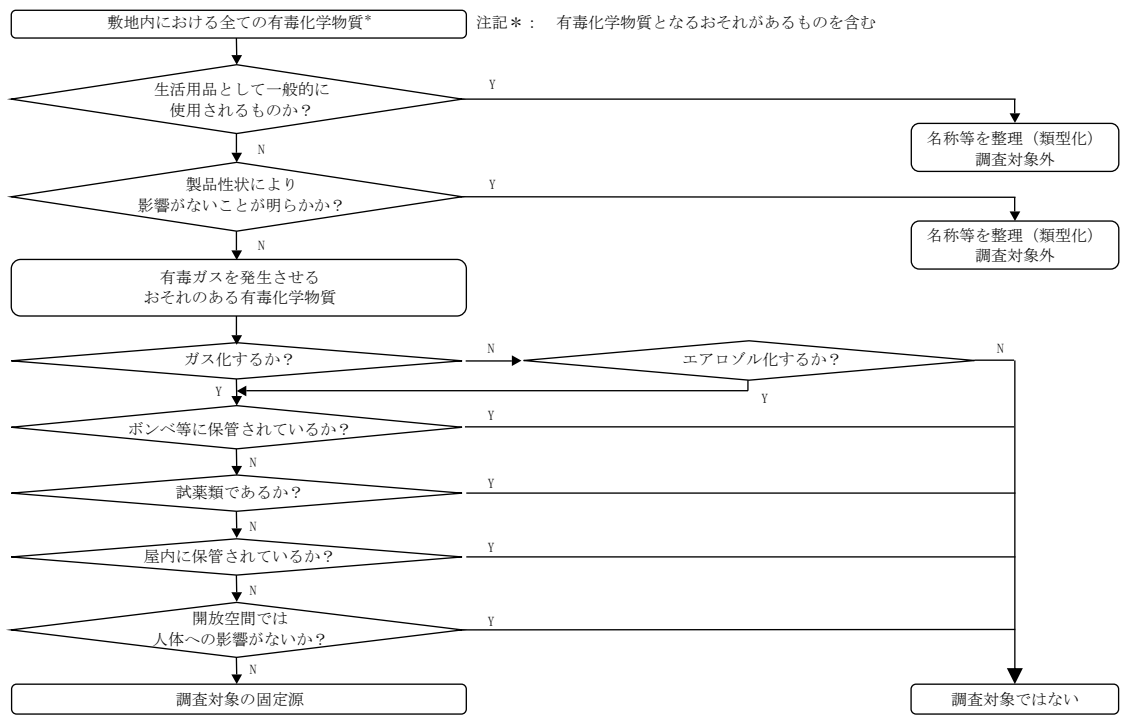 敷地内における全ての有毒化学物質*
注記＊： 有毒化学物質となるおそれがあるものを含む
生活用品として一般的に
使用されるものか？
Y
名称等を整理（類型化）
調査対象外
N
製品性状により
影響がないことが明らかか？
Y
名称等を整理（類型化）
調査対象外
N
有毒ガスを発生させる
おそれのある有毒化学物質
ガス化するか？
N
エアロゾル化するか？
N
Y
Y
ボンベ等に保管されているか？
Y
N
試薬類であるか？
Y
N
屋内に保管されているか？
Y
N
開放空間では
人体への影響がないか？
Y
N
調査対象の固定源
調査対象ではない